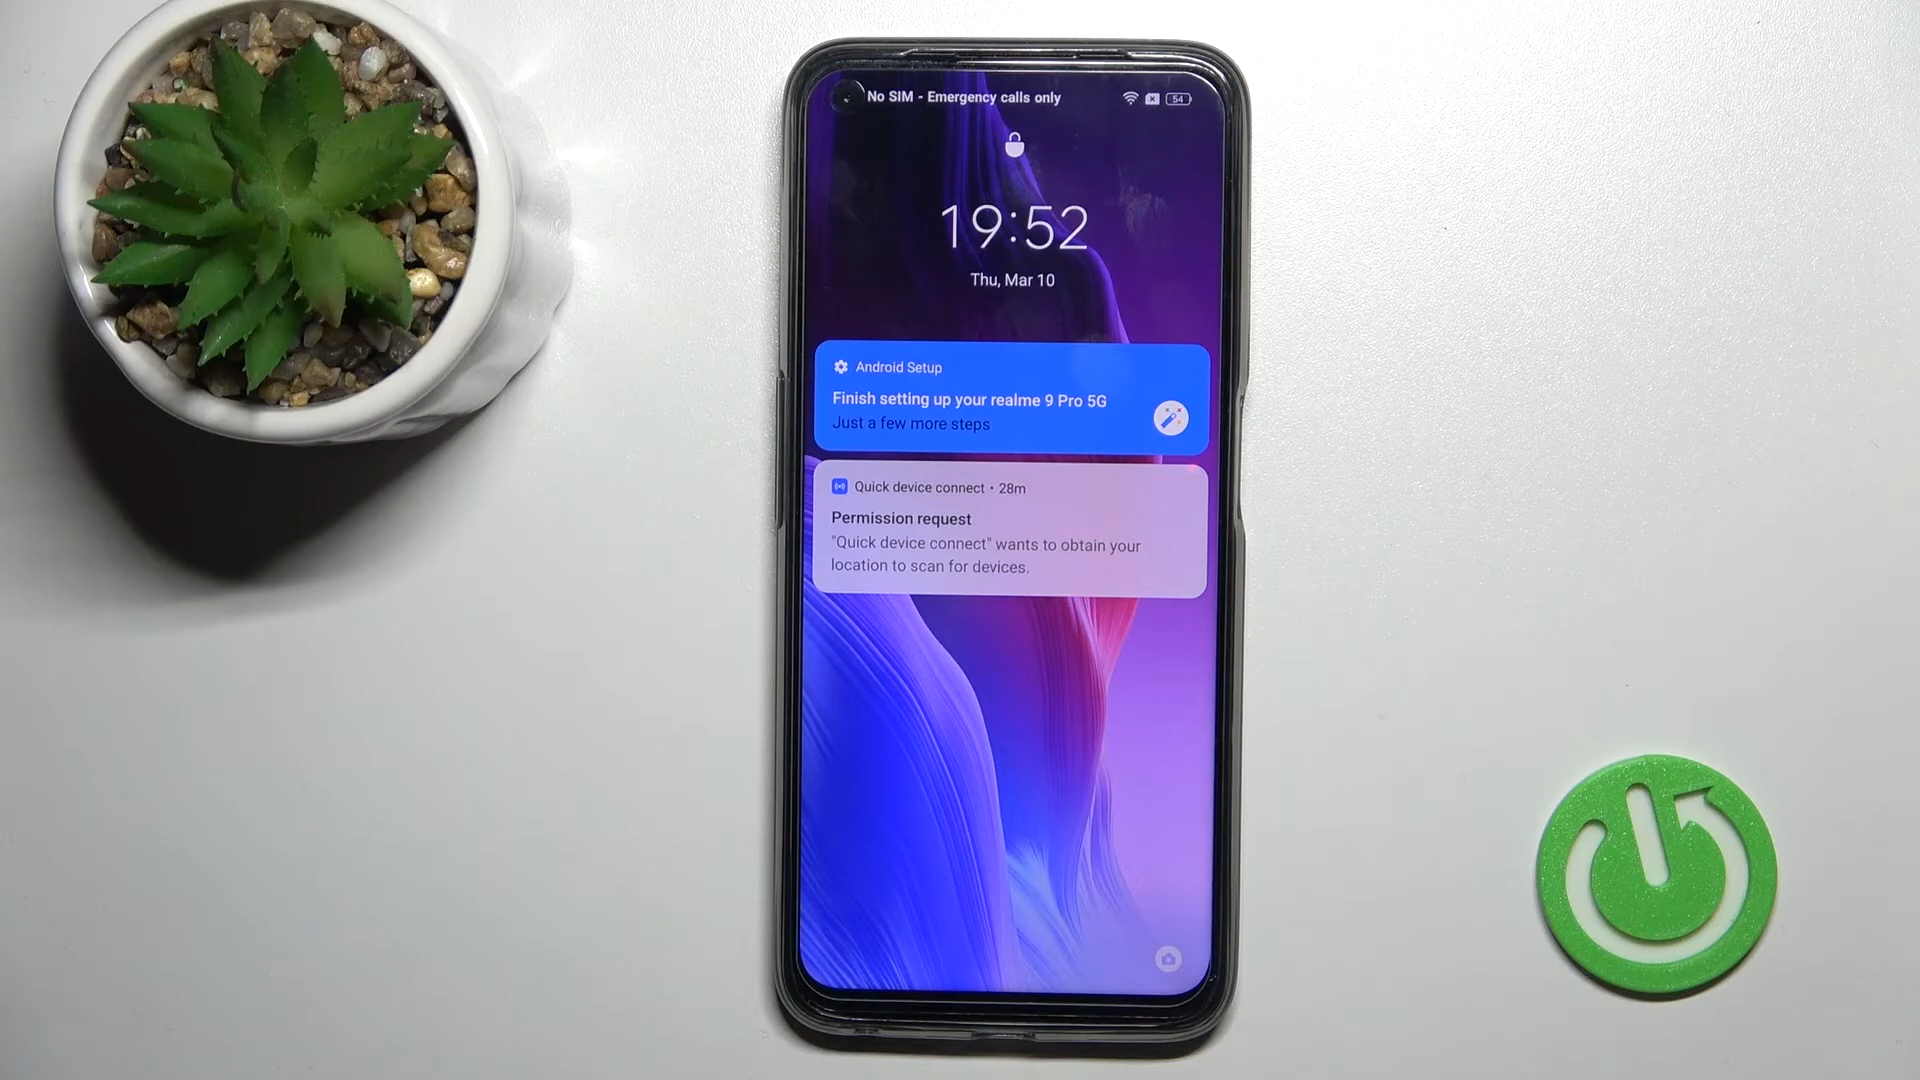 No SIM - Emergency calls only
54
19:52
Thu, Mar 10
Android Setup
Finish setting up your realme 9 Pro 5G
Just a few more steps
Quick device connect • 28m
Permission request
"Quick device connect" wants to obtain your
location to scan for devices.